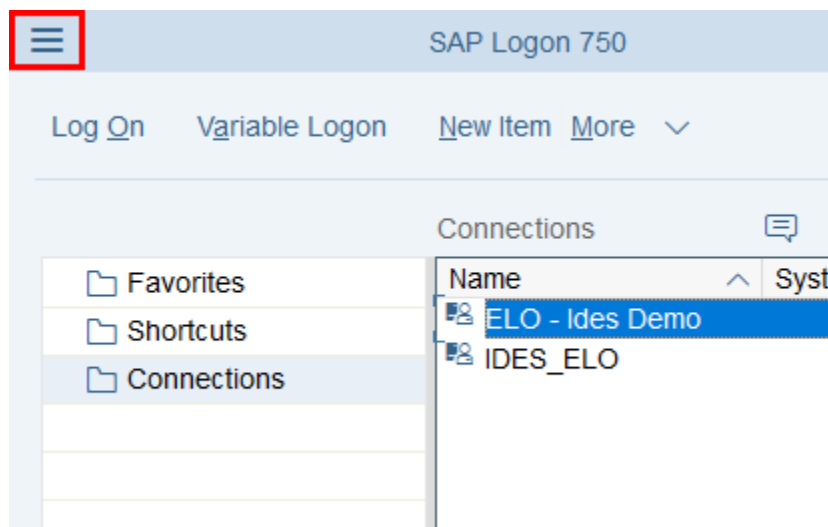 SAP Logon 750
Log On Variable Logon New Item More
Connections
Favorites
Shortcuts
Connections
Name Syst
ELO - Ides Demo
IDES_ELO